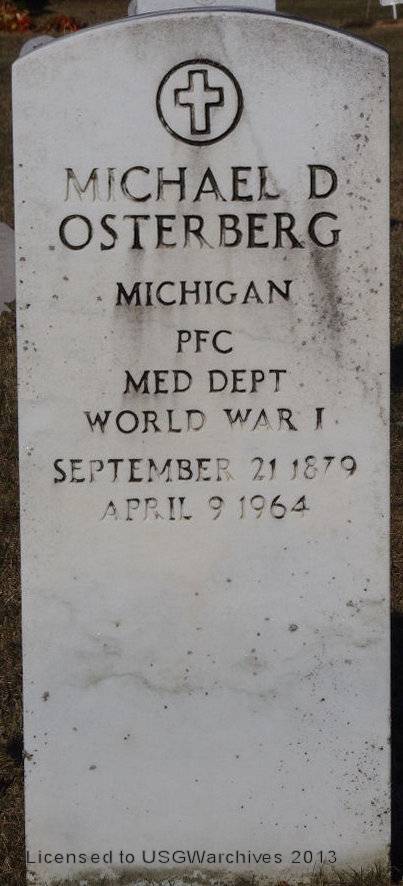 MICHAEL D
OSTERBERG
MICHIGAN
PFC
MED DEPT
WORLD WAR I
SEPTEMBER 21 1879
APRIL 9 1964
Licensed to USGWarchives 2013